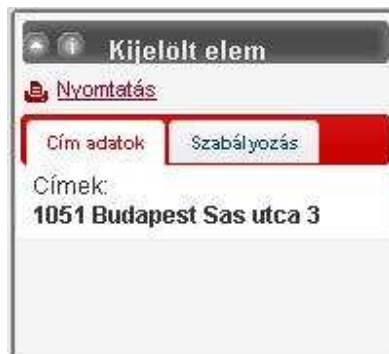 Kijelölt elem
Nyomtatás
Cím adatok Szabályozás
Címek:
1051 Budapest Sas utca 3